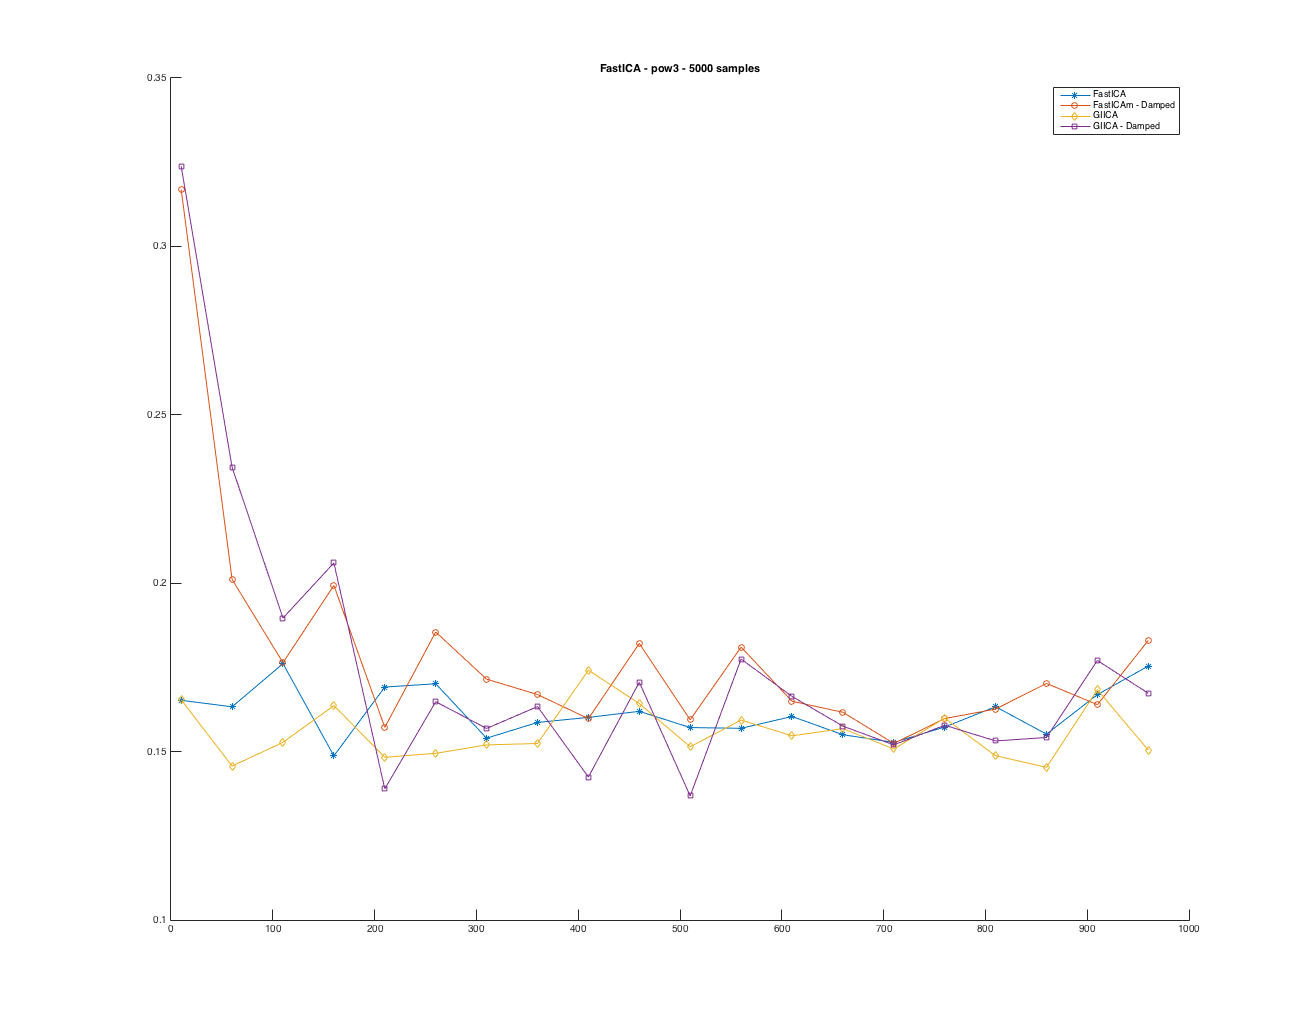 FastICA - pow3 - 5000 samples
0.35
0.3
0.25
0.2
0.15
0.1
0 100 200 300 400 500 600 700 800 900 1000
FastICA
FastICAm - Damped
GIICA
GIICA - Damped